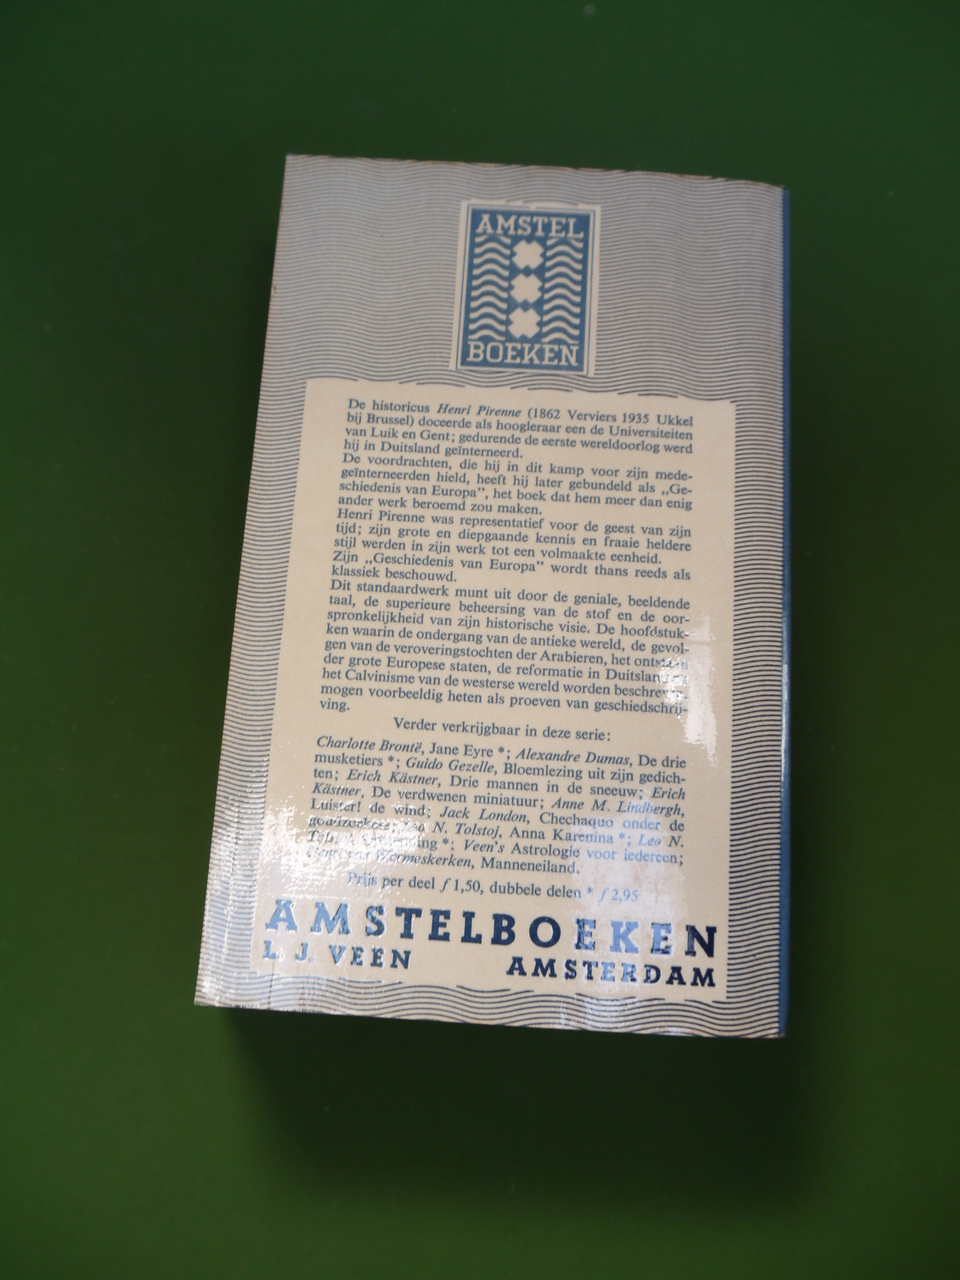 AMSTEL
BOEKEN
De historicus Henri Pirenne (1862 Verviers 1935 Ukkel
bij Brussel) doceerde als hoogleraar een de Universiteiten
van Luik en Gent; gedurende de eerste wereldoorlog werd
hij in Duitsland geïnterneerd.
De voordrachten, die hij in dit kamp voor zijn mede-
geïnterneerden hield, heeft hij later gebundeld als „Ge-
schiedenis van Europa”, het boek dat hem meer dan enig
ander werk beroemd zou maken.
Henri Pirenne was representatief voor de geest van zijn
tijd; zijn grote en diepgaande kennis en fraaie heldere
stijl werden in zijn werk tot een volmaakte eenheid.
Zijn „Geschiedenis van Europa” wordt thans reeds als
klassiek beschouwd.
Dit standaardwerk munt uit door de geniale, beeldende
taal, de superieure beheersing van de stof en de oor-
spronkelijkheid van zijn historische visie. De hoofdstuk-
ken waarin de ondergang van de antieke wereld, de gevol-
gen van de veroveringstochten der Arabieren, het ontstaan
der grote Europese staten, de reformatie in Duitsland
het Calvinisme van de westerse wereld worden beschreven,
mogen voorbeeldig heten als proeven van geschiedschrij-
ving.
Verder verkrijgbaar in deze serie:
Charlotte Brontë, Jane Eyre *; Alexandre Dumas, De drie
musketiers *; Guido Gezelle, Bloemlezing uit zijn gedich-
ten; Erich Kästner, Drie mannen in de sneeuw; Erich
Kästner, De verdwenen miniatuur; Anne M. Lindbergh,
Luister! de wind; Jack London, Chechaquo onder de
goudzoekers; N. Tolstoj, Anna Karenina *; Leo N.
*; Veen's Astrologie voor iedereen;
Wermeskerken, Manneneiland.
Prijs per deel f 1,50, dubbele delen * f 2,95
AMSTELBOEKEN
L. J. VEEN AMSTERDAM